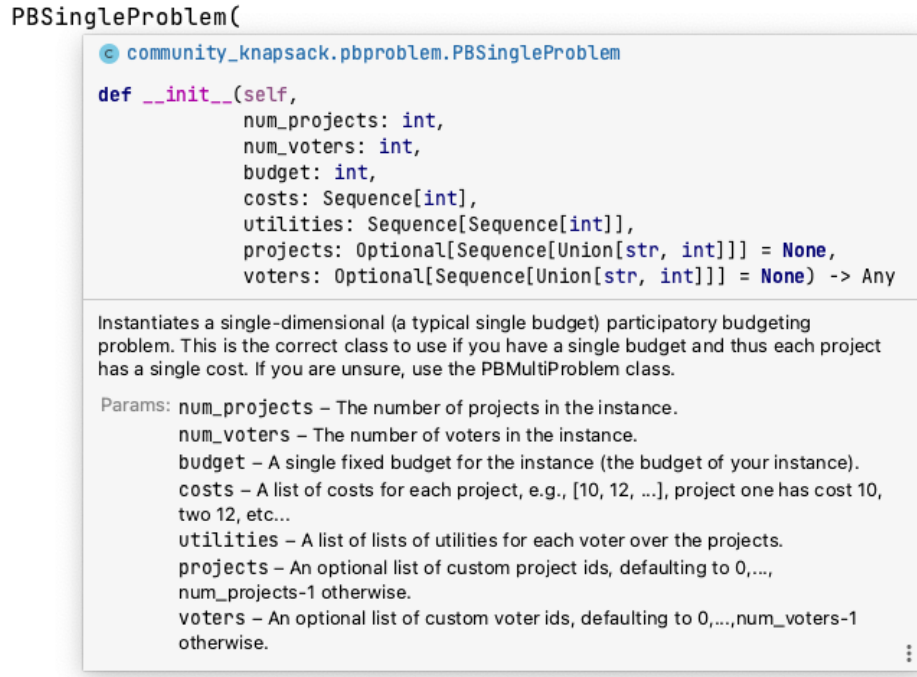 PBSingleProblem(
c community_knapsack.pbproblem.PBSingleProblem
def __init__(self,
num_projects: int,
num_voters: int,
budget: int,
costs: Sequence[int],
utilities: Sequence[Sequence[int]],
projects: Optional[Sequence[Union[str, int]]] = None,
voters: Optional[Sequence[Union[str, int]]] = None) -> Any
Instantiates a single-dimensional (a typical single budget) participatory budgeting
problem. This is the correct class to use if you have a single budget and thus each project
has a single cost. If you are unsure, use the PBMultiProblem class.
Params: num_projects – The number of projects in the instance.
num_voters – The number of voters in the instance.
budget – A single fixed budget for the instance (the budget of your instance).
costs – A list of costs for each project, e.g., [10, 12, ...], project one has cost 10,
two 12, etc...
utilities – A list of lists of utilities for each voter over the projects.
projects – An optional list of custom project ids, defaulting to 0,...,
num_projects-1 otherwise.
voters – An optional list of custom voter ids, defaulting to 0,...,num_voters-1
otherwise.